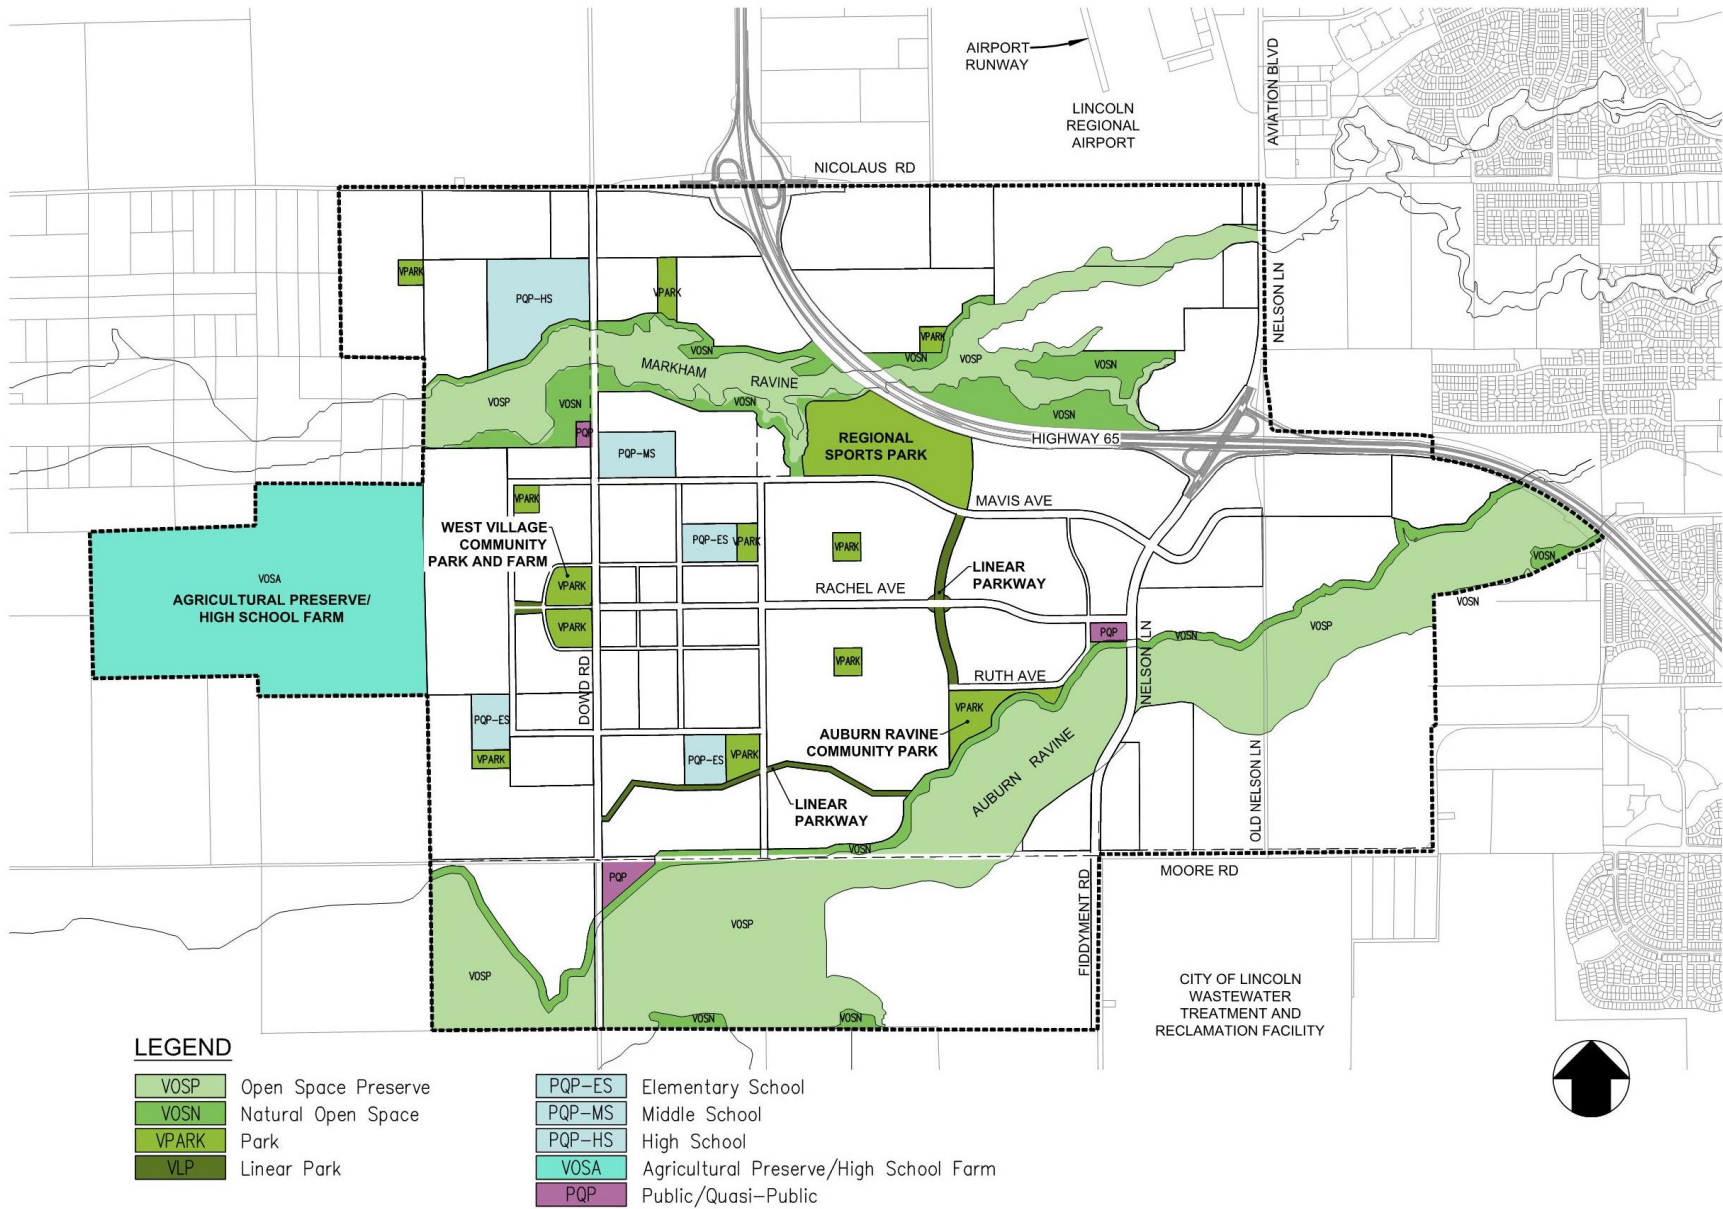 AIRPORT
RUNWAY
LINCOLN
REGIONAL
AIRPORT
AVIATION BLVD
NICOLAUS RD
NELSON LN
VPARK
PQP-HS
VPARK
VPARK
VOSN
VOSN
VOSP
VOSN
MARKHAM RAVINE
VOSP
VOSN
VOSN
VOSN
PQP
PQP-MS
REGIONAL
SPORTS PARK
HIGHWAY 65
VPARK
MAVIS AVE
WEST VILLAGE
COMMUNITY
PARK AND FARM
PQP-ES
VPARK
VPARK
VOSN
VOSA
AGRICULTURAL PRESERVE/
HIGH SCHOOL FARM
VPARK
RACHEL AVE
LINEAR
PARKWAY
VOSN
VPARK
PQP
VOSN
VOSP
NELSON LN
VPARK
RUTH AVE
DOWD RD
PQP-ES
VPARK
VPARK
AUBURN RAVINE
COMMUNITY PARK
AUBURN RAVINE
PQP-ES
VPARK
OLD NELSON LN
LINEAR
PARKWAY
VOSN
MOORE RD
PQP
VOSP
FIDDYMENT RD
VOSP
VOSN
VOSN
CITY OF LINCOLN
WASTEWATER
TREATMENT AND
RECLAMATION FACILITY
LEGEND
VOSP Open Space Preserve
VOSN Natural Open Space
VPARK Park
VLP Linear Park
PQP-ES Elementary School
PQP-MS Middle School
PQP-HS High School
VOSA Agricultural Preserve/High School Farm
PQP Public/Quasi-Public